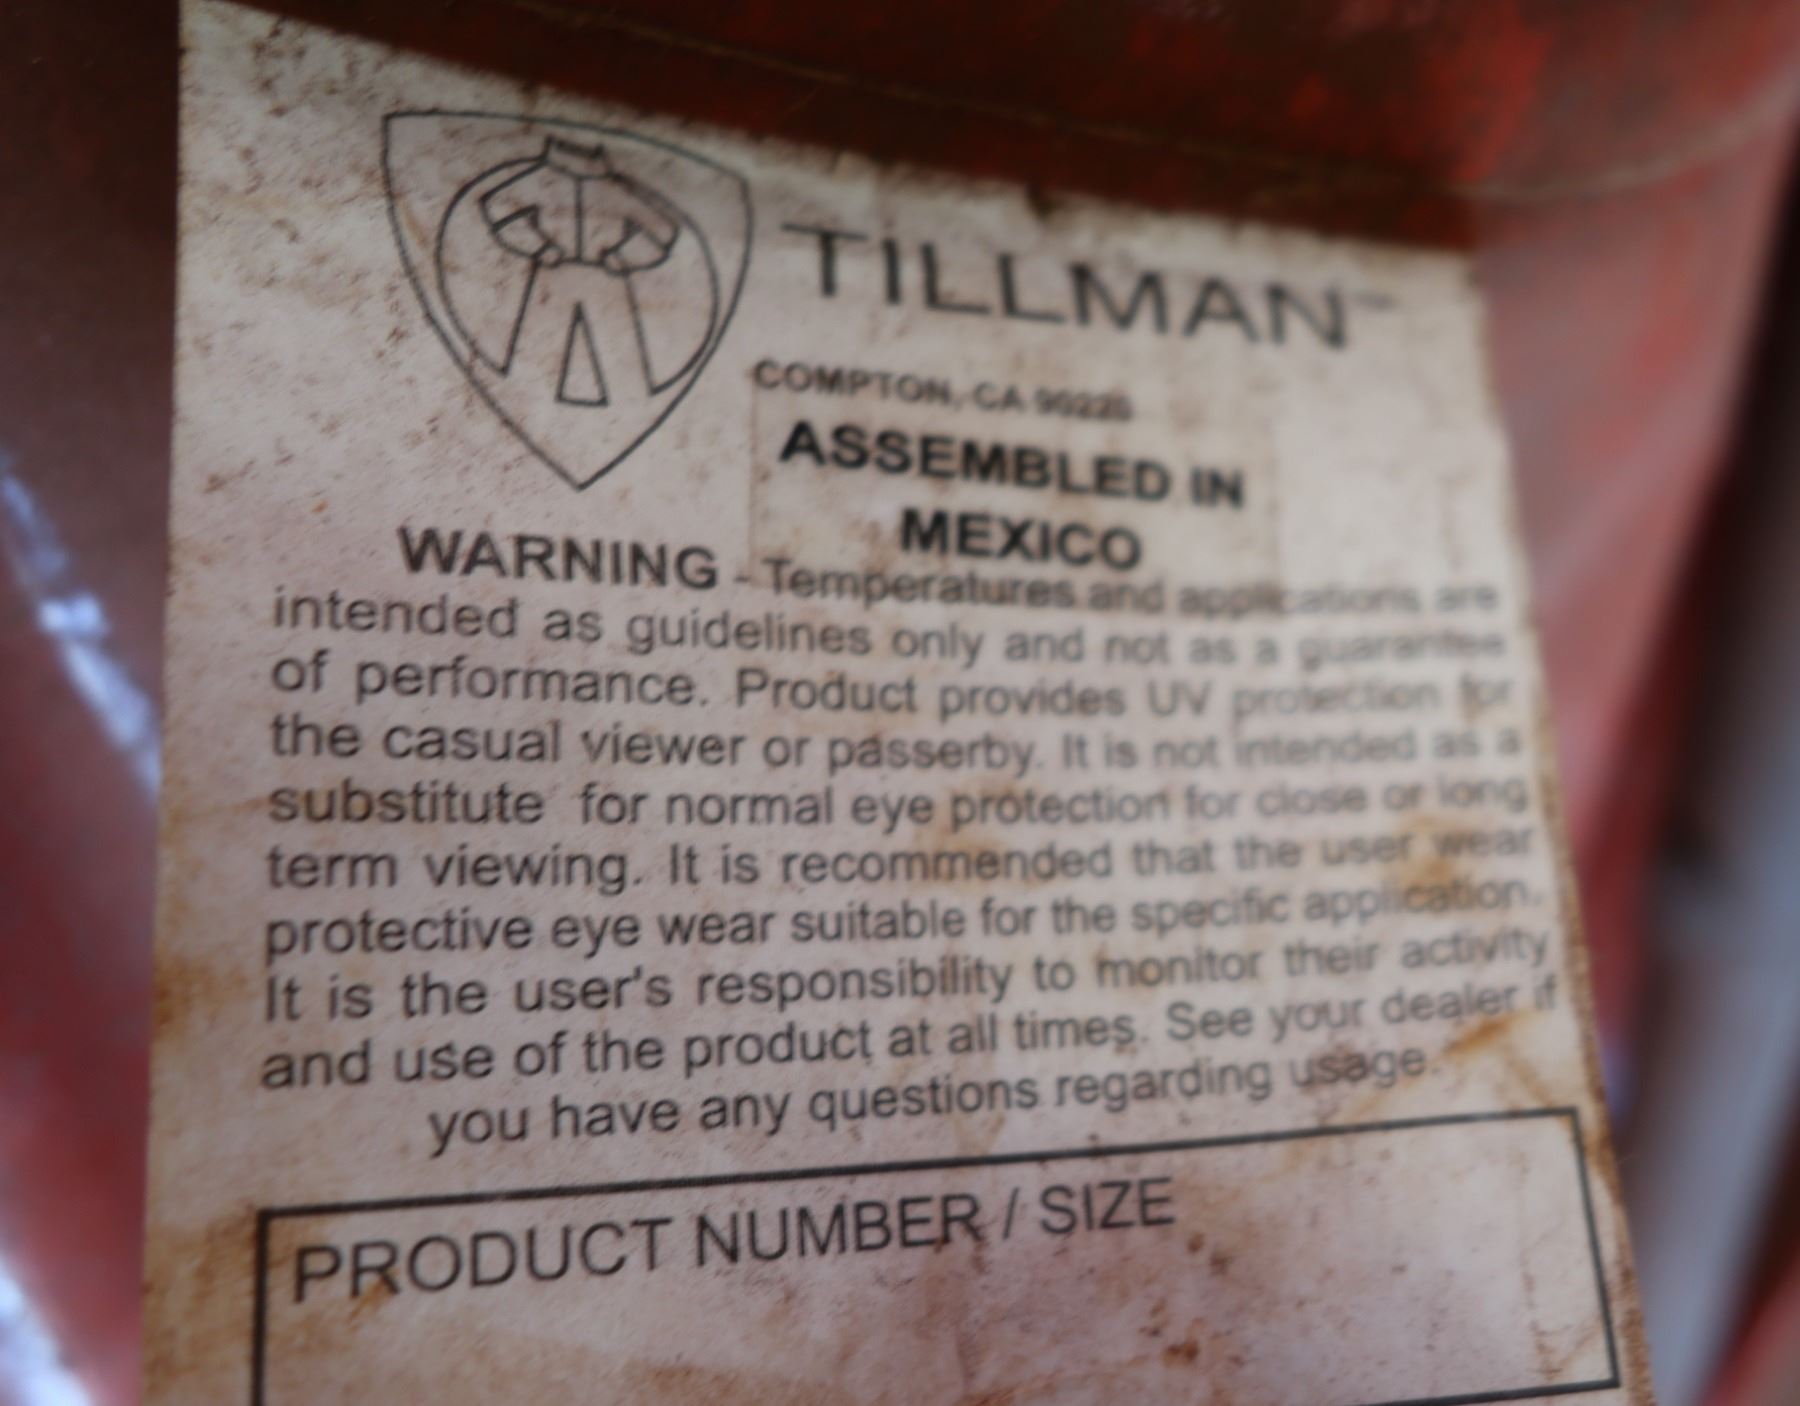 TILLMAN™
COMPTON, CA
ASSEMBLED IN
MEXICO
WARNING - Temperatures and applications are
intended as guidelines only and not as a guarantee
of performance. Product provides UV protection for
the casual viewer or passerby. It is not intended as a
substitute for normal eye protection for close or long
term viewing. It is recommended that the user wear
protective eye wear suitable for the specific application.
It is the user's responsibility to monitor their activity
and use of the product at all times. See your dealer if
you have any questions regarding usage.
PRODUCT NUMBER / SIZE